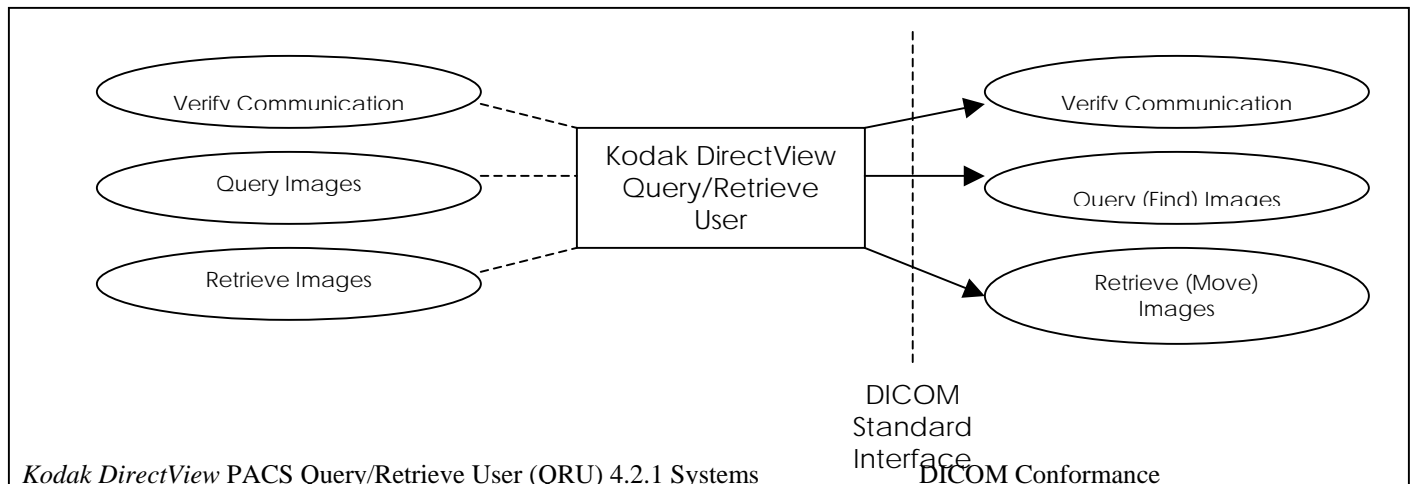 Verify Communication
Query Images
Retrieve Images
Kodak DirectView
Query/Retrieve
User
Verify Communication
Query (Find) Images
Retrieve (Move)
Images
DICOM
Standard
Interface
Kodak DirectView PACS Query/Retrieve User (QRU) 4.2.1 Systems
DICOM Conformance